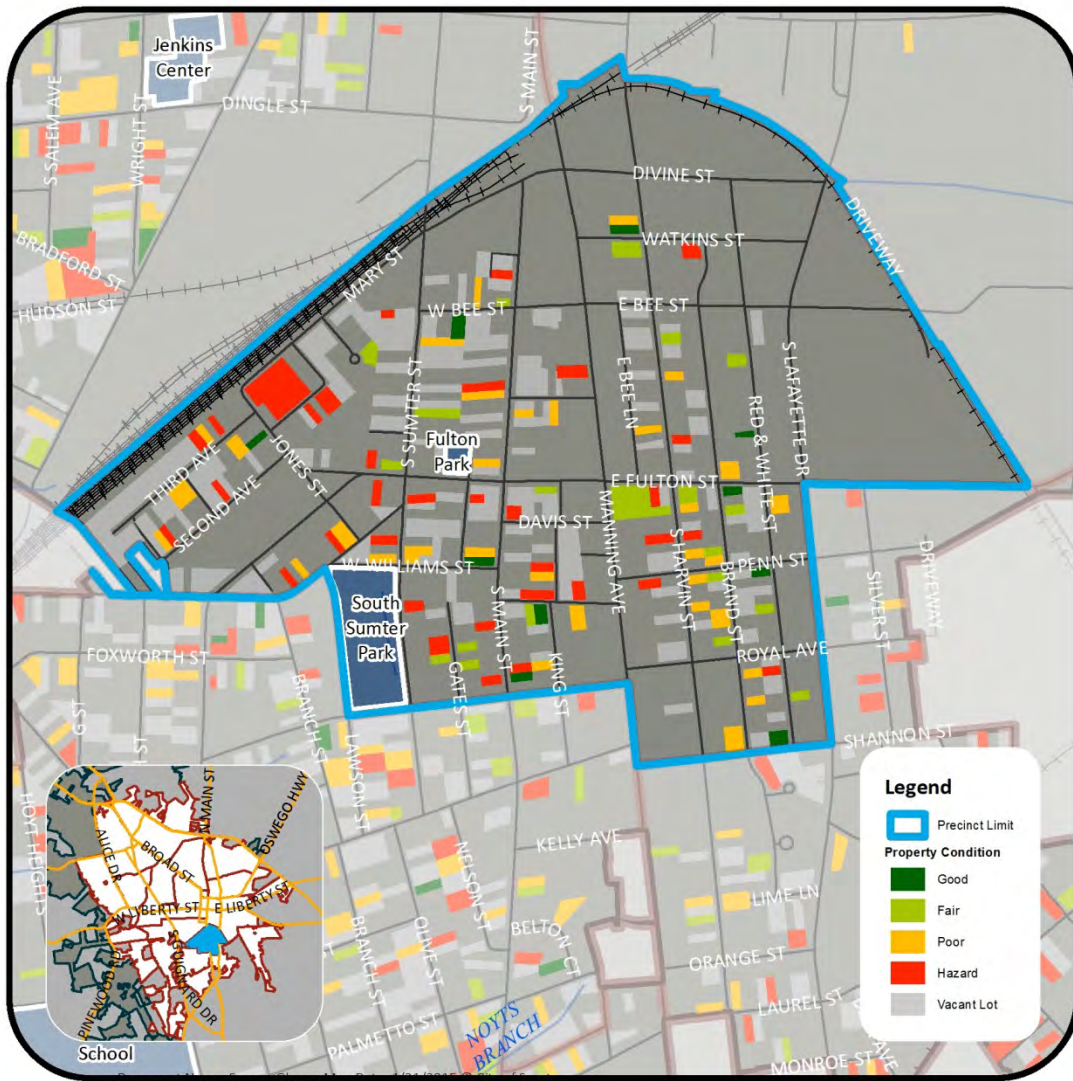 Jenkins
Center
S MAIN ST
S SALEM AVE
WRIGHT ST
DINGLE ST
DIVINE ST
DRIVEWAY
WATKINS ST
BRADFORD ST
HUDSON ST
MARY ST
W BEE ST
E BEE ST
S SUMTER ST
E BEE LN
S LAFAYETTE DR
RED & WHITE ST
Fulton
Park
THIRD AVE
JONES ST
SECOND AVE
E FULTON ST
DAVIS ST
MANNING AVE
S HARVIN ST
BRAND ST
PENN ST
W WILLIAMS ST
S MAIN ST
South
Sumter
Park
GATES ST
KING ST
ROYAL AVE
SILVER ST
DRIVEWAY
FOXWORTH ST
BRANCH ST
G ST
LAWSON ST
SHANNON ST
KELLY AVE
NELSON ST
LIME LN
BELTON CT
BRANCH ST
OLIVE ST
ORANGE ST
LAUREL ST
PALMETTO ST
NOYTS
BRANCH
MONROE ST
N MAIN ST
OSWEGO HWY
ALICE DR
BROAD ST
W LIBERTY ST
E LIBERTY ST
S GUIGNARD DR
School
Legend
Precinct Limit
Property Condition
Good
Fair
Poor
Hazard
Vacant Lot